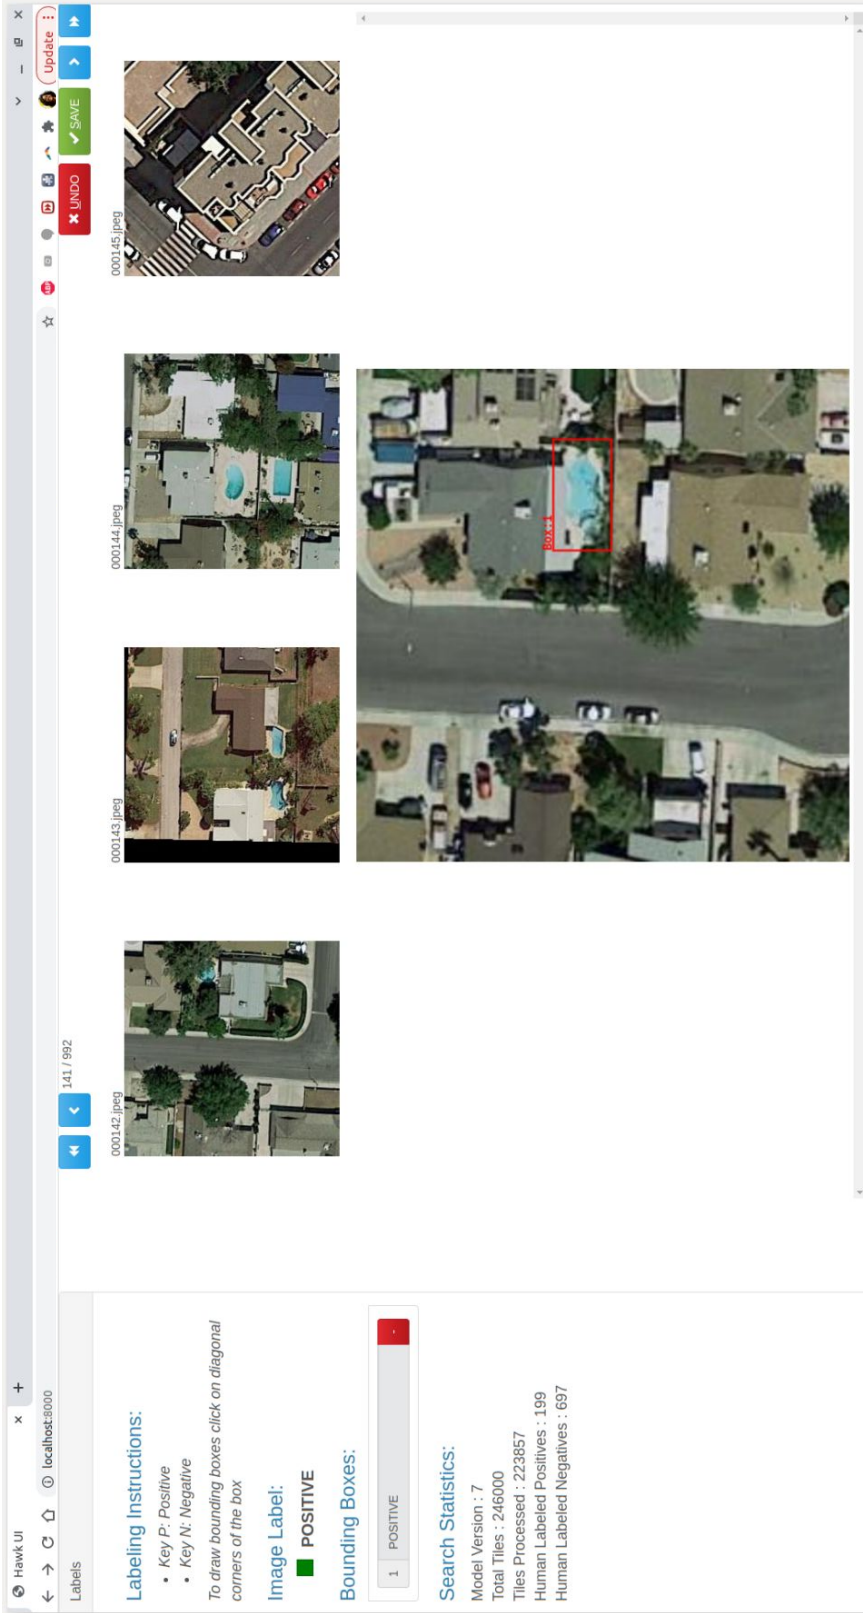 Hawk UI
localhost:8000
Update
Labels
141 / 992
UNDO
SAVE
Labeling Instructions:
• Key P: Positive
• Key N: Negative
To draw bounding boxes click on diagonal
corners of the box
Image Label:
POSITIVE
Bounding Boxes:
1 POSITIVE -
Search Statistics:
Model Version : 7
Total Tiles : 246000
Tiles Processed : 223857
Human Labeled Positives : 199
Human Labeled Negatives : 697
000142.jpeg
000143.jpeg
000144.jpeg
000145.jpeg